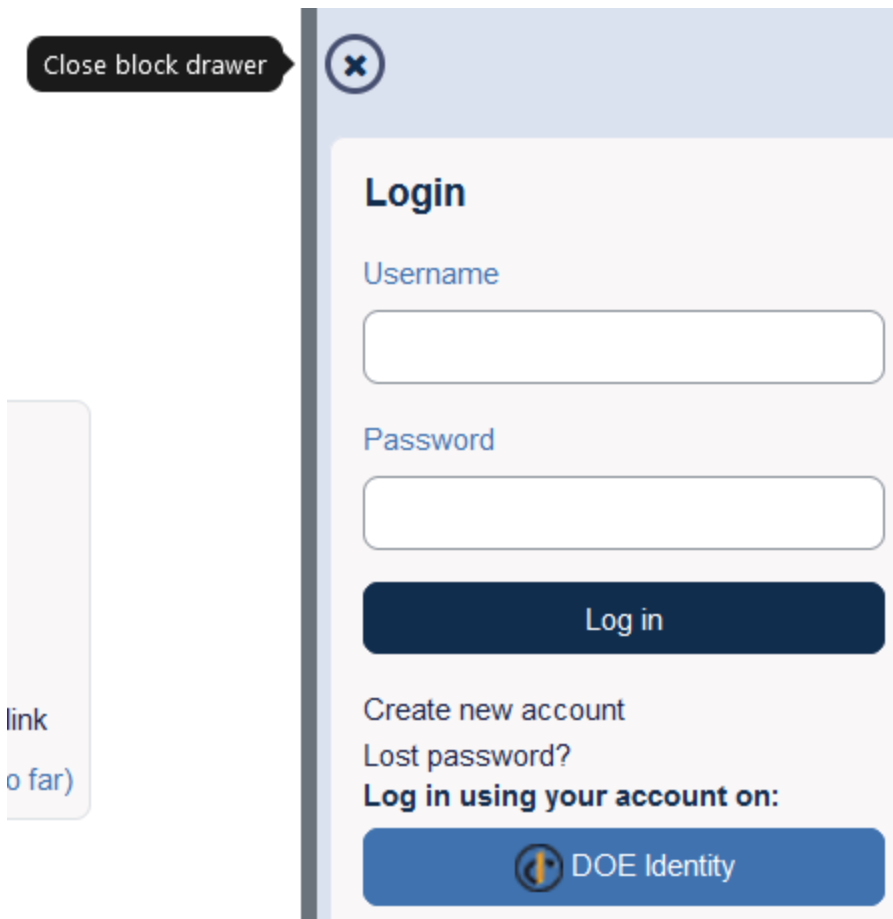 Close block drawer
Login
Username
Password
Log in
Create new account
Lost password?
Log in using your account on:
DOE Identity
link
o far)